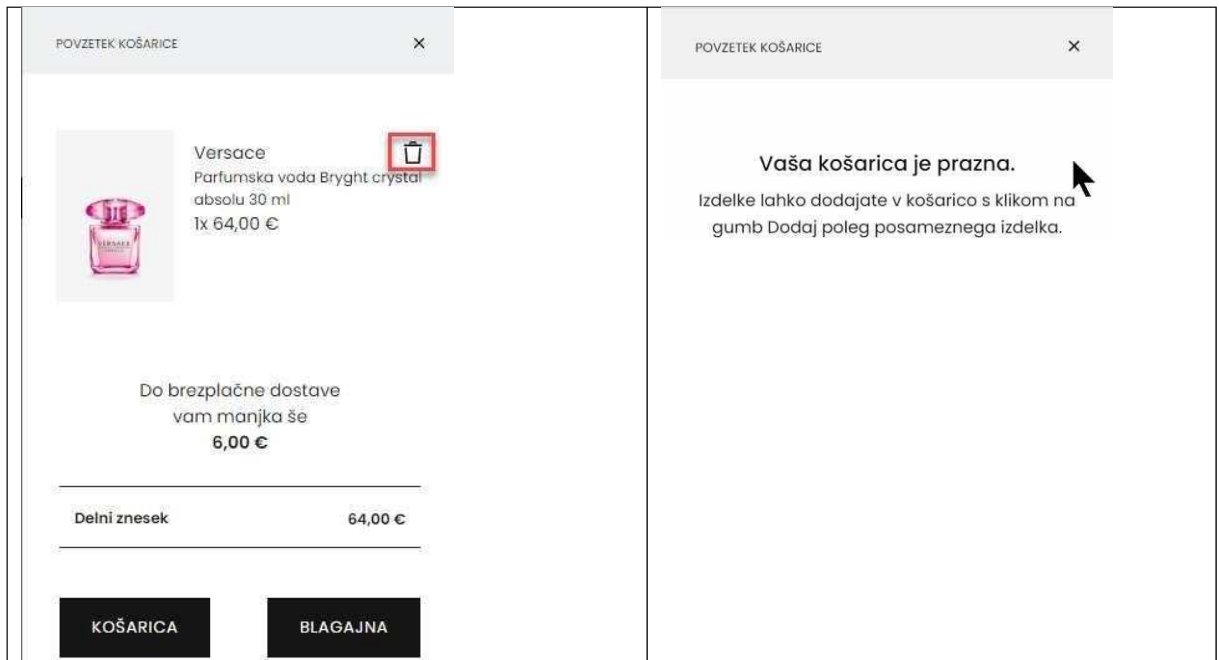 POVZETEK KOŠARICE
Versace
Parfumska voda Bryght crystal
absolu 30 ml
1x 64,00 €
VERSACE
Do brezplačne dostave
vam manjka še
6,00 €
Delni znesek 64,00 €
KOŠARICA BLAGAJNA
POVZETEK KOŠARICE
Vaša košarica je prazna.
Izdelke lahko dodajate v košarico s klikom na
gumb Dodaj poleg posameznega izdelka.